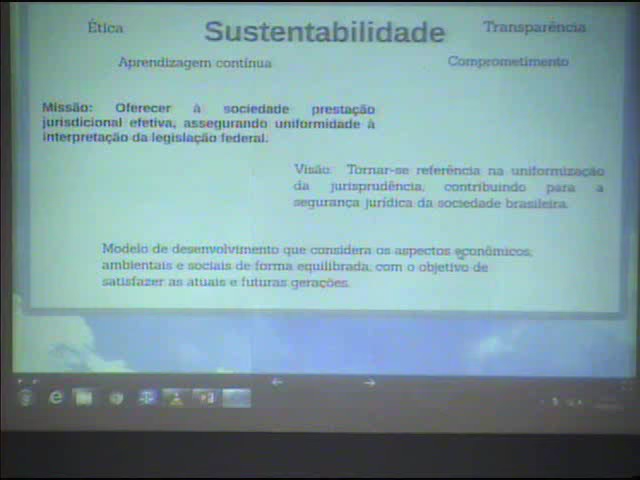 Ética
Sustentabilidade
Transparência
Aprendizagem contínua
Comprometimento
Missão: Oferecer à sociedade prestação
jurisdicional efetiva, assegurando uniformidade à
interpretação da legislação federal.
Visão: Tornar-se referência na uniformização
da jurisprudência, contribuindo para a
segurança jurídica da sociedade brasileira.
Modelo de desenvolvimento que considera os aspectos econômicos,
ambientais e sociais de forma equilibrada, com o objetivo de
satisfazer as atuais e futuras gerações.